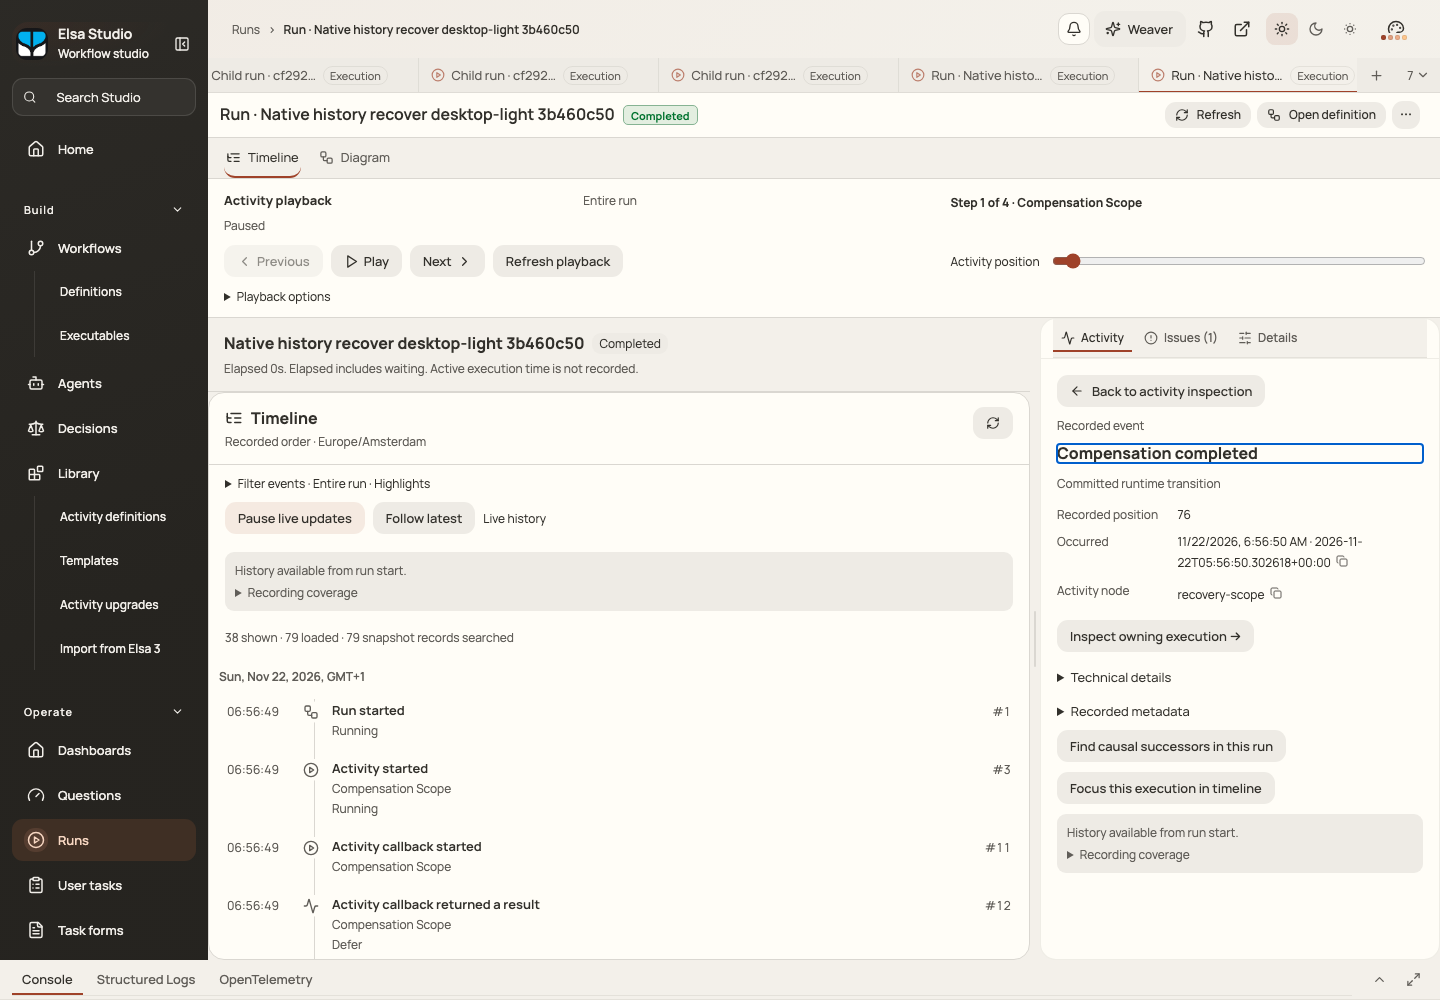 Elsa Studio
Workflow studio
Search Studio
Home
Build
Workflows
Definitions
Executables
Agents
Decisions
Library
Activity definitions
Templates
Activity upgrades
Import from Elsa 3
Operate
Dashboards
Questions
Runs
User tasks
Task forms
Runs › Run · Native history recover desktop-light 3b460c50
Weaver
Child run · cf292... Execution
Child run · cf292... Execution
Child run · cf292... Execution
Run · Native histo... Execution
Run · Native histo... Execution
7
Run · Native history recover desktop-light 3b460c50 Completed
Refresh
Open definition
Timeline
Diagram
Activity playback
Entire run
Step 1 of 4 · Compensation Scope
Paused
Previous
Play
Next
Refresh playback
Activity position
Playback options
Native history recover desktop-light 3b460c50 Completed
Elapsed 0s. Elapsed includes waiting. Active execution time is not recorded.
Timeline
Recorded order · Europe/Amsterdam
Filter events · Entire run · Highlights
Pause live updates
Follow latest
Live history
History available from run start.
Recording coverage
38 shown · 79 loaded · 79 snapshot records searched
Sun, Nov 22, 2026, GMT+1
06:56:49 Run started #1
Running
06:56:49 Activity started #3
Compensation Scope
Running
06:56:49 Activity callback started #11
Compensation Scope
06:56:49 Activity callback returned a result #12
Compensation Scope
Defer
Activity
Issues (1)
Details
Back to activity inspection
Recorded event
Compensation completed
Committed runtime transition
Recorded position 76
Occurred 11/22/2026, 6:56:50 AM · 2026-11-
22T05:56:50.302618+00:00
Activity node recovery-scope
Inspect owning execution →
Technical details
Recorded metadata
Find causal successors in this run
Focus this execution in timeline
History available from run start.
Recording coverage
Console
Structured Logs
OpenTelemetry